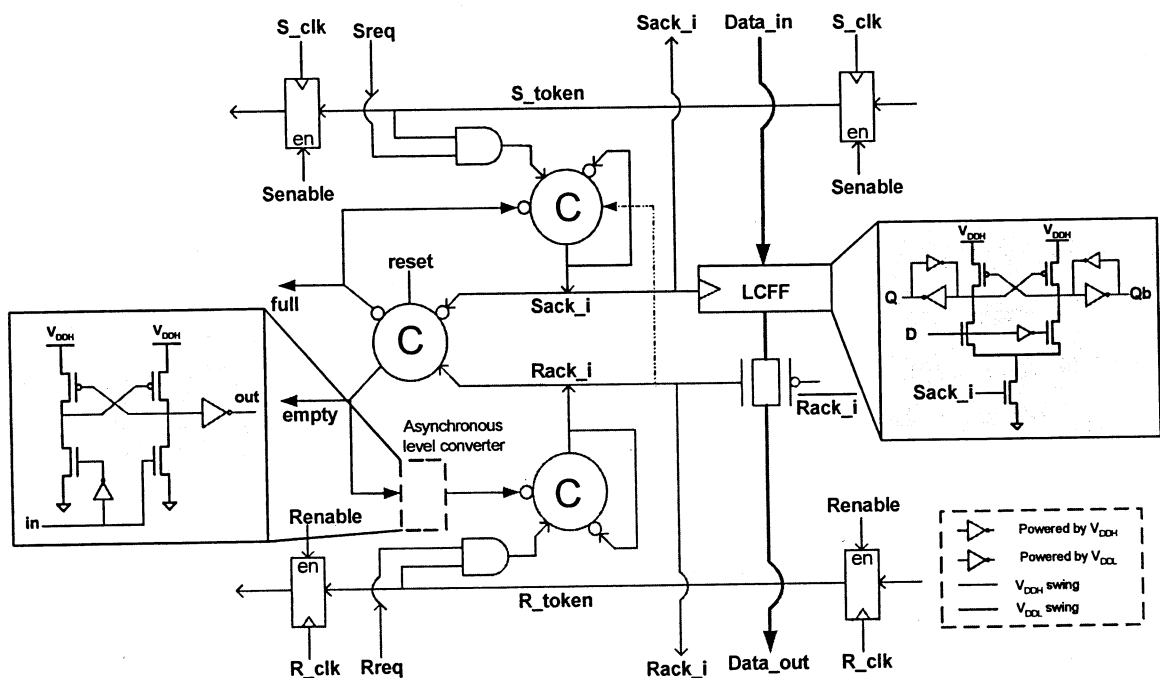 S_clk
Sreq
Sack_i
Data_in
S_clk
S_token
en
en
Senable
Senable
C
reset
full
Sack_i
LCFF
V_DDH
V_DDH
Q
Qb
D
Sack_i
C
V_DDH
V_DDH
out
in
empty
Rack_i
Rack_i
Asynchronous
level converter
C
Renable
Renable
en
en
R_token
R_clk
Rreq
Rack_i
Data_out
R_clk
Powered by V_DDH
Powered by V_DDL
V_DDH swing
V_DDL swing